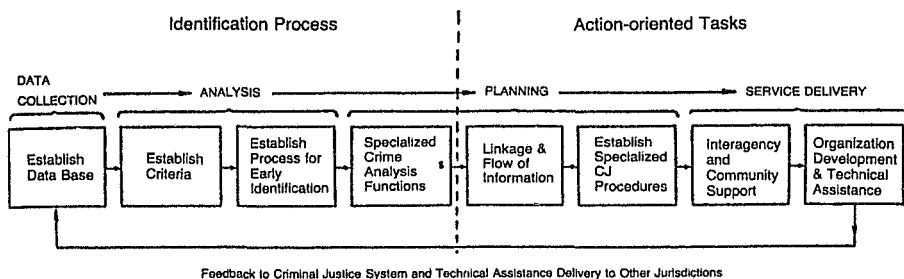 Identification Process
Action-oriented Tasks
DATA
COLLECTION
ANALYSIS
PLANNING
SERVICE DELIVERY
Establish
Data Base
Establish
Criteria
Establish
Process for
Early
Identification
Specialized
Crime
Analysis
Functions
Linkage &
Flow of
Information
Establish
Specialized
CJ
Procedures
Interagency
and
Community
Support
Organization
Development
& Technical
Assistance
Feedback to Criminal Justice System and Technical Assistance Delivery to Other Jurisdictions